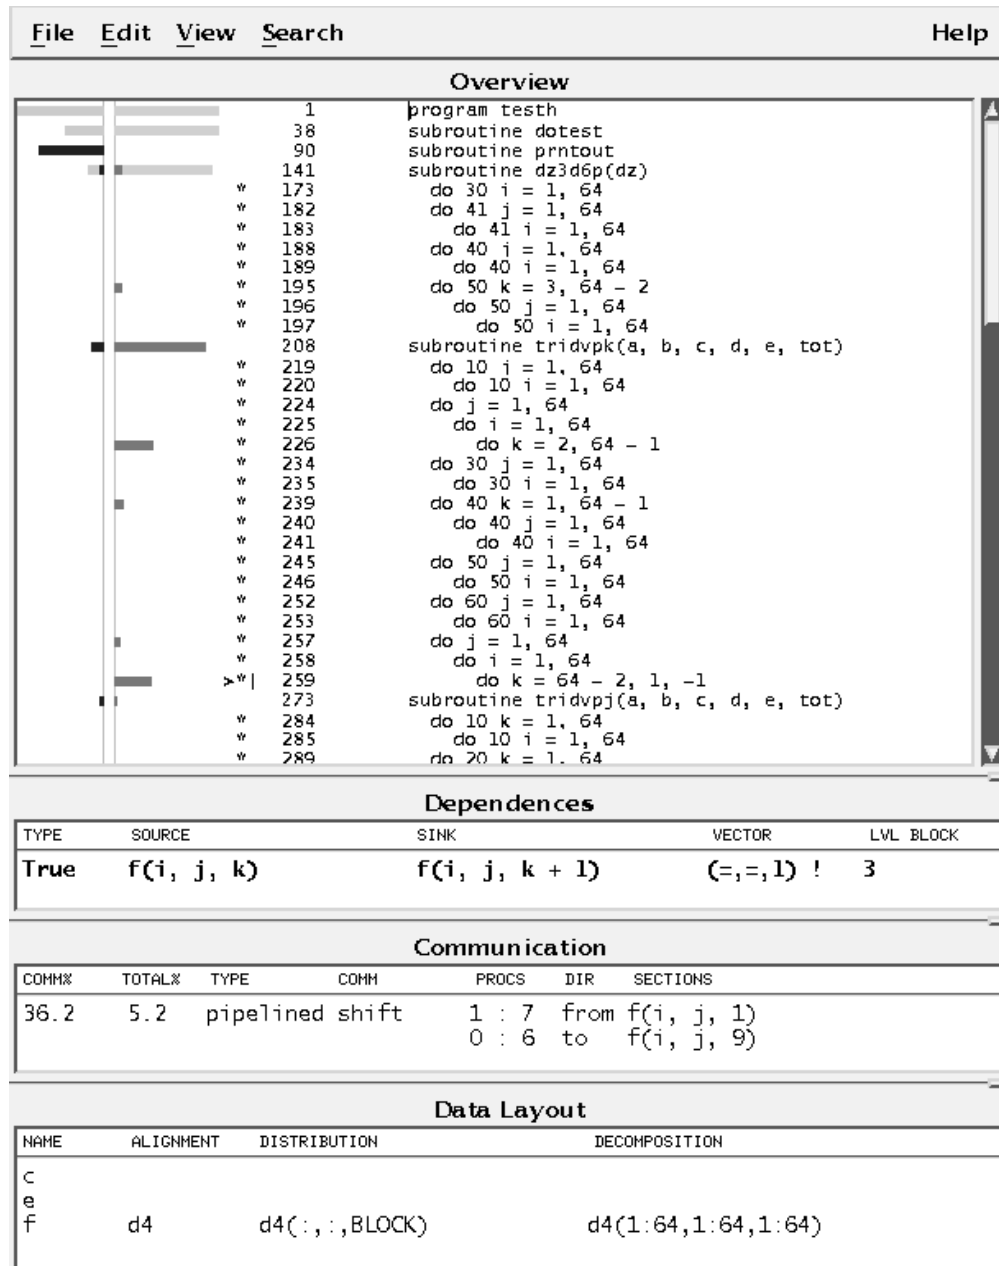 File Edit View Search Help
Overview
1 program testh
38 subroutine dotest
90 subroutine prntout
141 subroutine dz3d6p(dz)
* 173 do 30 i = 1, 64
* 182 do 41 j = 1, 64
* 183 do 41 i = 1, 64
* 188 do 40 j = 1, 64
* 189 do 40 i = 1, 64
* 195 do 50 k = 3, 64 - 2
* 196 do 50 j = 1, 64
* 197 do 50 i = 1, 64
208 subroutine tridvpk(a, b, c, d, e, tot)
* 219 do 10 j = 1, 64
* 220 do 10 i = 1, 64
* 224 do j = 1, 64
* 225 do i = 1, 64
* 226 do k = 2, 64 - 1
* 234 do 30 j = 1, 64
* 235 do 30 i = 1, 64
* 239 do 40 k = 1, 64 - 1
* 240 do 40 j = 1, 64
* 241 do 40 i = 1, 64
* 245 do 50 j = 1, 64
* 246 do 50 i = 1, 64
* 252 do 60 j = 1, 64
* 253 do 60 i = 1, 64
* 257 do j = 1, 64
* 258 do i = 1, 64
>*| 259 do k = 64 - 2, 1, -1
273 subroutine tridvpj(a, b, c, d, e, tot)
* 284 do 10 k = 1, 64
* 285 do 10 i = 1, 64
* 289 do 20 k = 1, 64
Dependences
TYPE SOURCE SINK VECTOR LVL BLOCK
True f(i, j, k) f(i, j, k + 1) (=,=,1) ! 3
Communication
COMM% TOTAL% TYPE COMM PROCS DIR SECTIONS
36.2 5.2 pipelined shift 1 : 7 from f(i, j, 1)
0 : 6 to f(i, j, 9)
Data Layout
NAME ALIGNMENT DISTRIBUTION DECOMPOSITION
c
e
f d4 d4(:,:,BLOCK) d4(1:64,1:64,1:64)